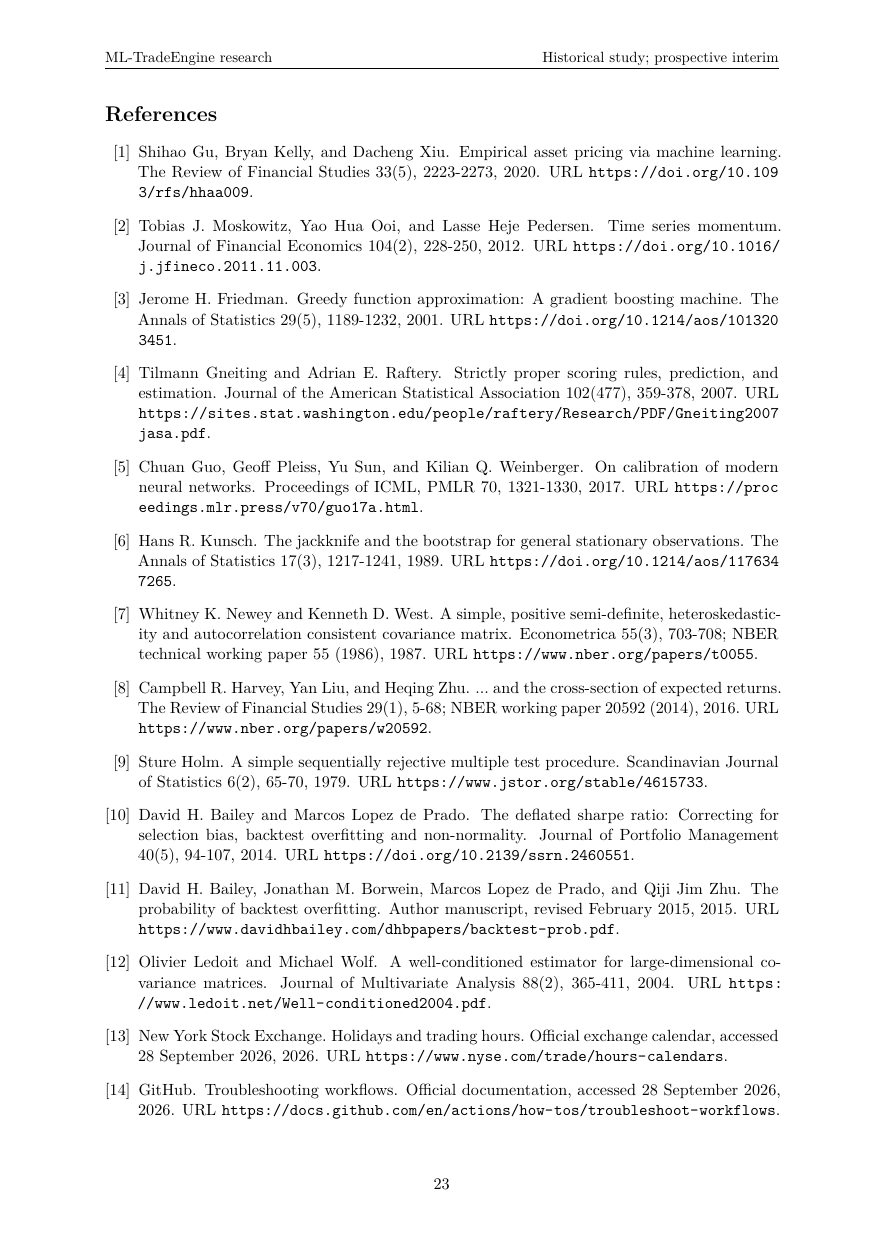 ML-TradeEngine research Historical study; prospective interim
References
[1] Shihao Gu, Bryan Kelly, and Dacheng Xiu. Empirical asset pricing via machine learning.
The Review of Financial Studies 33(5), 2223-2273, 2020. URL https://doi.org/10.109
3/rfs/hhaa009.
[2] Tobias J. Moskowitz, Yao Hua Ooi, and Lasse Heje Pedersen. Time series momentum.
Journal of Financial Economics 104(2), 228-250, 2012. URL https://doi.org/10.1016/
j.jfineco.2011.11.003.
[3] Jerome H. Friedman. Greedy function approximation: A gradient boosting machine. The
Annals of Statistics 29(5), 1189-1232, 2001. URL https://doi.org/10.1214/aos/101320
3451.
[4] Tilmann Gneiting and Adrian E. Raftery. Strictly proper scoring rules, prediction, and
estimation. Journal of the American Statistical Association 102(477), 359-378, 2007. URL
https://sites.stat.washington.edu/people/raftery/Research/PDF/Gneiting2007
jasa.pdf.
[5] Chuan Guo, Geoff Pleiss, Yu Sun, and Kilian Q. Weinberger. On calibration of modern
neural networks. Proceedings of ICML, PMLR 70, 1321-1330, 2017. URL https://proc
eedings.mlr.press/v70/guo17a.html.
[6] Hans R. Kunsch. The jackknife and the bootstrap for general stationary observations. The
Annals of Statistics 17(3), 1217-1241, 1989. URL https://doi.org/10.1214/aos/117634
7265.
[7] Whitney K. Newey and Kenneth D. West. A simple, positive semi-definite, heteroskedastic-
ity and autocorrelation consistent covariance matrix. Econometrica 55(3), 703-708; NBER
technical working paper 55 (1986), 1987. URL https://www.nber.org/papers/t0055.
[8] Campbell R. Harvey, Yan Liu, and Heqing Zhu. ... and the cross-section of expected returns.
The Review of Financial Studies 29(1), 5-68; NBER working paper 20592 (2014), 2016. URL
https://www.nber.org/papers/w20592.
[9] Sture Holm. A simple sequentially rejective multiple test procedure. Scandinavian Journal
of Statistics 6(2), 65-70, 1979. URL https://www.jstor.org/stable/4615733.
[10] David H. Bailey and Marcos Lopez de Prado. The deflated sharpe ratio: Correcting for
selection bias, backtest overfitting and non-normality. Journal of Portfolio Management
40(5), 94-107, 2014. URL https://doi.org/10.2139/ssrn.2460551.
[11] David H. Bailey, Jonathan M. Borwein, Marcos Lopez de Prado, and Qiji Jim Zhu. The
probability of backtest overfitting. Author manuscript, revised February 2015, 2015. URL
https://www.davidhbailey.com/dhbpapers/backtest-prob.pdf.
[12] Olivier Ledoit and Michael Wolf. A well-conditioned estimator for large-dimensional co-
variance matrices. Journal of Multivariate Analysis 88(2), 365-411, 2004. URL https:
//www.ledoit.net/Well-conditioned2004.pdf.
[13] New York Stock Exchange. Holidays and trading hours. Official exchange calendar, accessed
28 September 2026, 2026. URL https://www.nyse.com/trade/hours-calendars.
[14] GitHub. Troubleshooting workflows. Official documentation, accessed 28 September 2026,
2026. URL https://docs.github.com/en/actions/how-tos/troubleshoot-workflows.
23